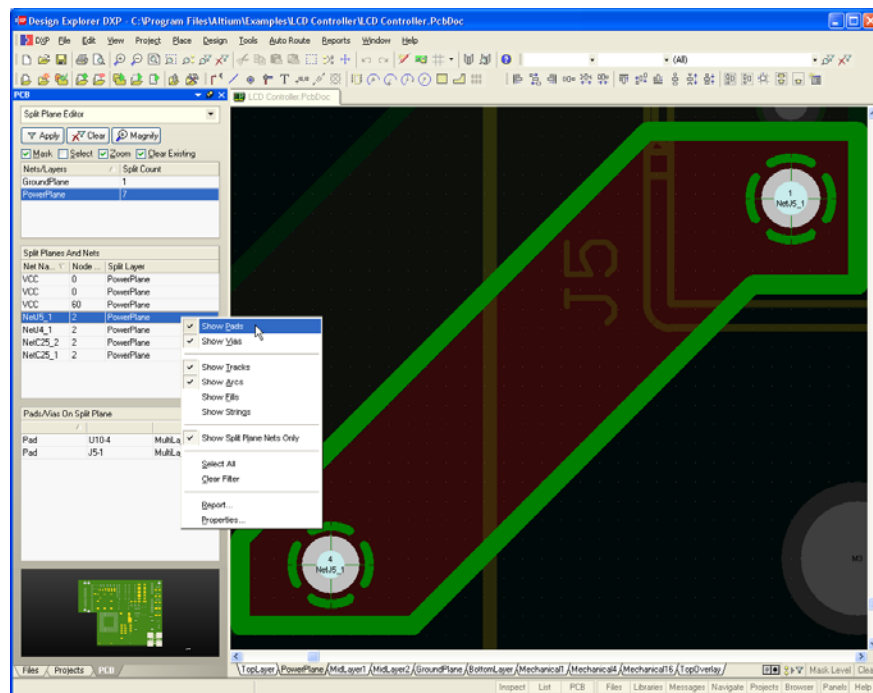 Design Explorer DXP - C:\Program Files\Altium\Examples\LCD Controller\LCD Controller.PcbDoc
DXP File Edit View Project Place Design Tools Auto Route Reports Window Help
(All)
PCB
LCD Controller.PcbDoc
Split Plane Editor
Apply Clear Magnify
Mask Select Zoom Clear Existing
Nets/Layers / Split Count
GroundPlane 1
PowerPlane 7
Split Planes And Nets
Net Na... Node ... Split Layer
VCC 0 PowerPlane
VCC 0 PowerPlane
VCC 60 PowerPlane
NetJ5_1 2 PowerPlane
NetJ4_1 2 PowerPlane
NetC25_2 2 PowerPlane
NetC25_1 2 PowerPlane
Show Pads
Show Vias
Show Tracks
Show Arcs
Show Fills
Show Strings
Show Split Plane Nets Only
Select All
Clear Filter
Report...
Properties...
Pads/Vias On Split Plane
/
Pad U10-4 MultiLa
Pad J5-1 MultiLa
1
NetJ5_1
J5
4
NetJ5_1
M3
Files Projects PCB
TopLayer PowerPlane MidLayer1 MidLayer2 GroundPlane BottomLayer Mechanical1 Mechanical4 Mechanical16 TopOverlay
Mask Level Clea
Inspect List PCB Files Libraries Messages Navigate Projects Browser Panels Help